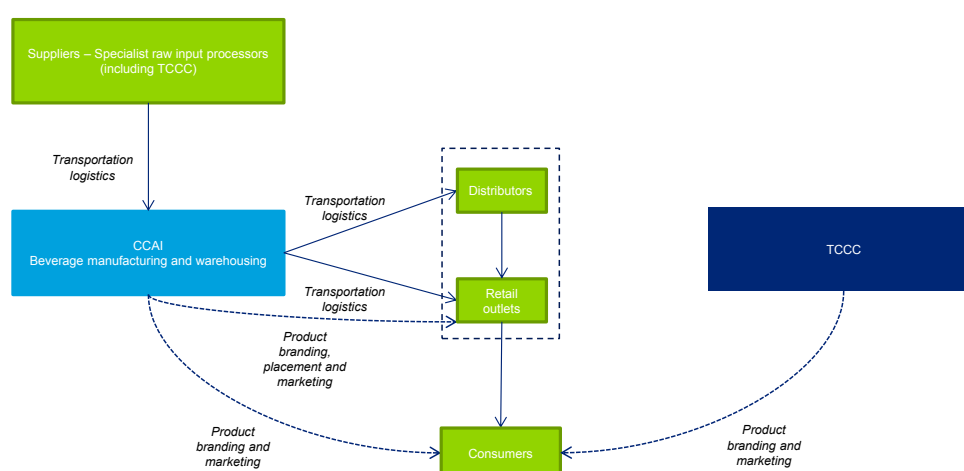 Suppliers – Specialist raw input processors
(including TCCC)
Transportation
logistics
Distributors
Transportation
logistics
CCAI
Beverage manufacturing and warehousing
TCCC
Retail
outlets
Transportation
logistics
Product
branding,
placement and
marketing
Product
branding and
marketing
Consumers
Product
branding and
marketing